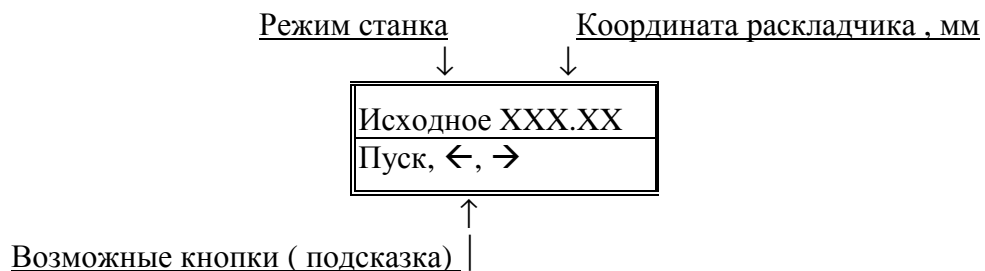 Режим станка Координата раскладчика , мм
↓ ↓
Исходное XXX.XX
Пуск, ←, →
↑
Возможные кнопки ( подсказка)